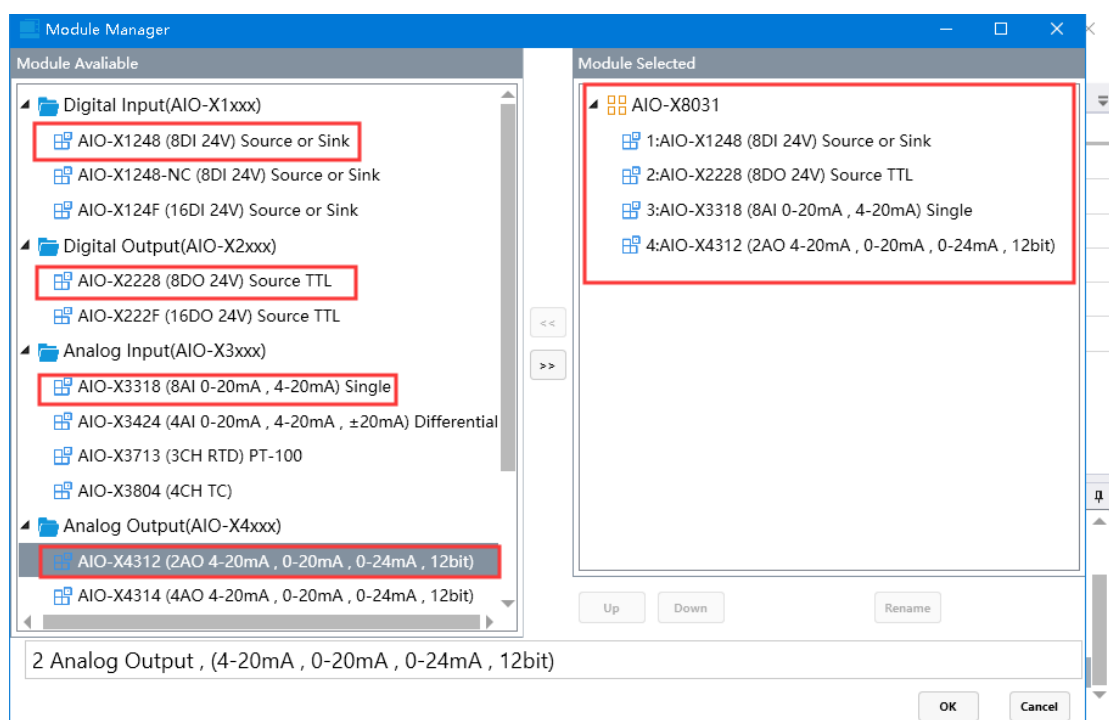 Module Manager
Module Avaliable
Digital Input(AIO-X1xxx)
AIO-X1248 (8DI 24V) Source or Sink
AIO-X1248-NC (8DI 24V) Source or Sink
AIO-X124F (16DI 24V) Source or Sink
Digital Output(AIO-X2xxx)
AIO-X2228 (8DO 24V) Source TTL
AIO-X222F (16DO 24V) Source TTL
Analog Input(AIO-X3xxx)
AIO-X3318 (8AI 0-20mA , 4-20mA) Single
AIO-X3424 (4AI 0-20mA , 4-20mA , ±20mA) Differential
AIO-X3713 (3CH RTD) PT-100
AIO-X3804 (4CH TC)
Analog Output(AIO-X4xxx)
AIO-X4312 (2AO 4-20mA , 0-20mA , 0-24mA , 12bit)
AIO-X4314 (4AO 4-20mA , 0-20mA , 0-24mA , 12bit)
<<
>>
Module Selected
AIO-X8031
1:AIO-X1248 (8DI 24V) Source or Sink
2:AIO-X2228 (8DO 24V) Source TTL
3:AIO-X3318 (8AI 0-20mA , 4-20mA) Single
4:AIO-X4312 (2AO 4-20mA , 0-20mA , 0-24mA , 12bit)
Up Down Rename
2 Analog Output , (4-20mA , 0-20mA , 0-24mA , 12bit)
OK Cancel